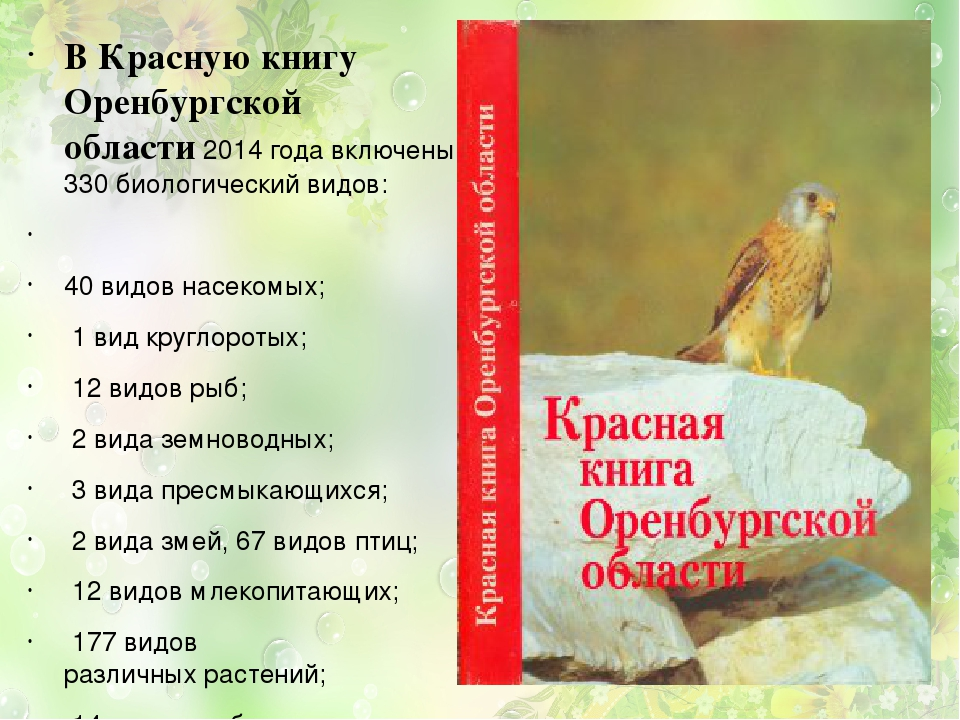 В Красную книгу
Оренбургской
области 2014 года включены
330 биологический видов:
40 видов насекомых;
1 вид круглоротых;
12 видов рыб;
2 вида земноводных;
3 вида пресмыкающихся;
2 вида змей, 67 видов птиц;
12 видов млекопитающих;
177 видов
различных растений;
Красная книга Оренбургской области
Красная
книга
Оренбургской
области